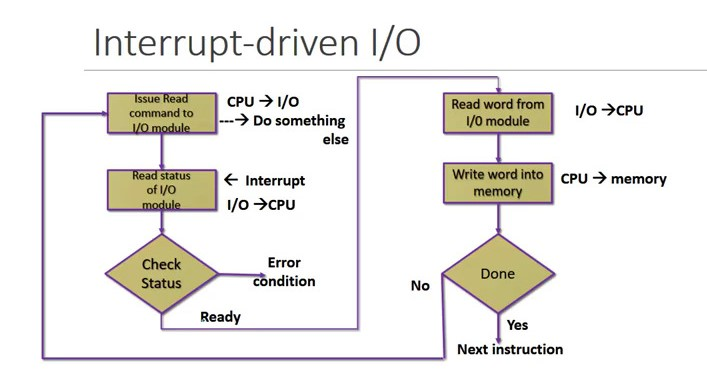 Interrupt-driven I/O
Issue Read
command to
I/O module
CPU → I/O
---→ Do something
else
Read status
of I/O
module
← Interrupt
I/O →CPU
Check
Status
Error
condition
Ready
Read word from
I/0 module
I/O →CPU
Write word into
memory
CPU → memory
Done
No
Yes
Next instruction